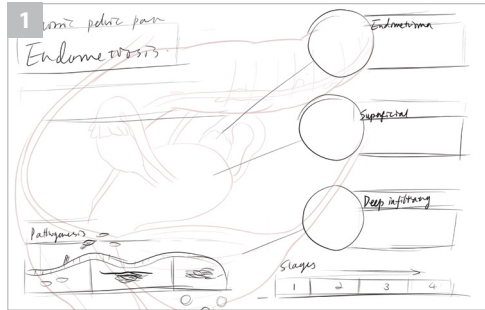 1
pelvic pain
Endometriosis
Endometrioma
Superficial
Deep infiltrating
Pathogenesis
Stages
1 2 3 4